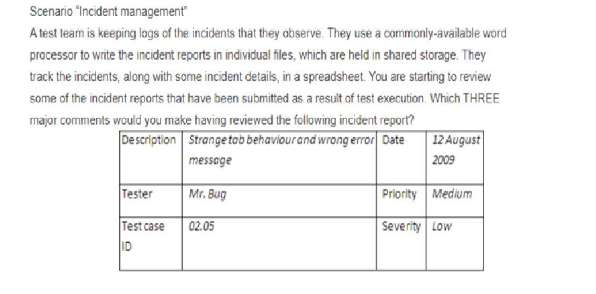 Scenario "Incident management"
A test team is keeping logs of the incidents that they observe. They use a commonly-available word
processor to write the incident reports in individual files, which are held in shared storage. They
track the incidents, along with some incident details, in a spreadsheet. You are starting to review
some of the incident reports that have been submitted as a result of test execution. Which THREE
major comments would you make having reviewed the following incident report?
Description Strange tab behaviour and wrong error Date 12 August
message 2009
Tester Mr. Bug Priority Medium
Test case 02.05 Severity Low
ID